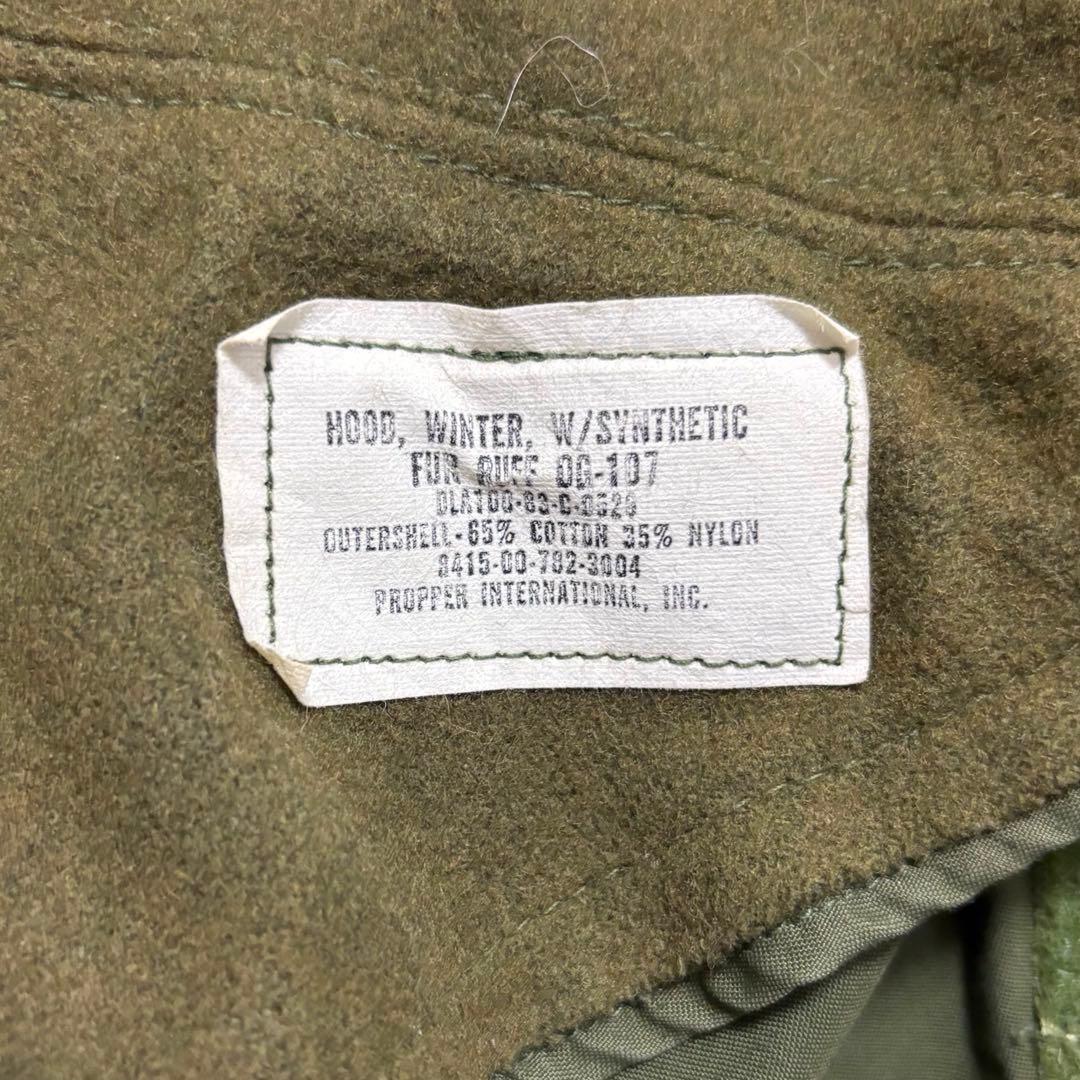 HOOD, WINTER, W/SYNTHETIC
FUR RUFF OG-107
DLA100-83-C-0529
OUTERSHELL-65% COTTON 35% NYLON
8415-00-782-3004
PROPPER INTERNATIONAL, INC.